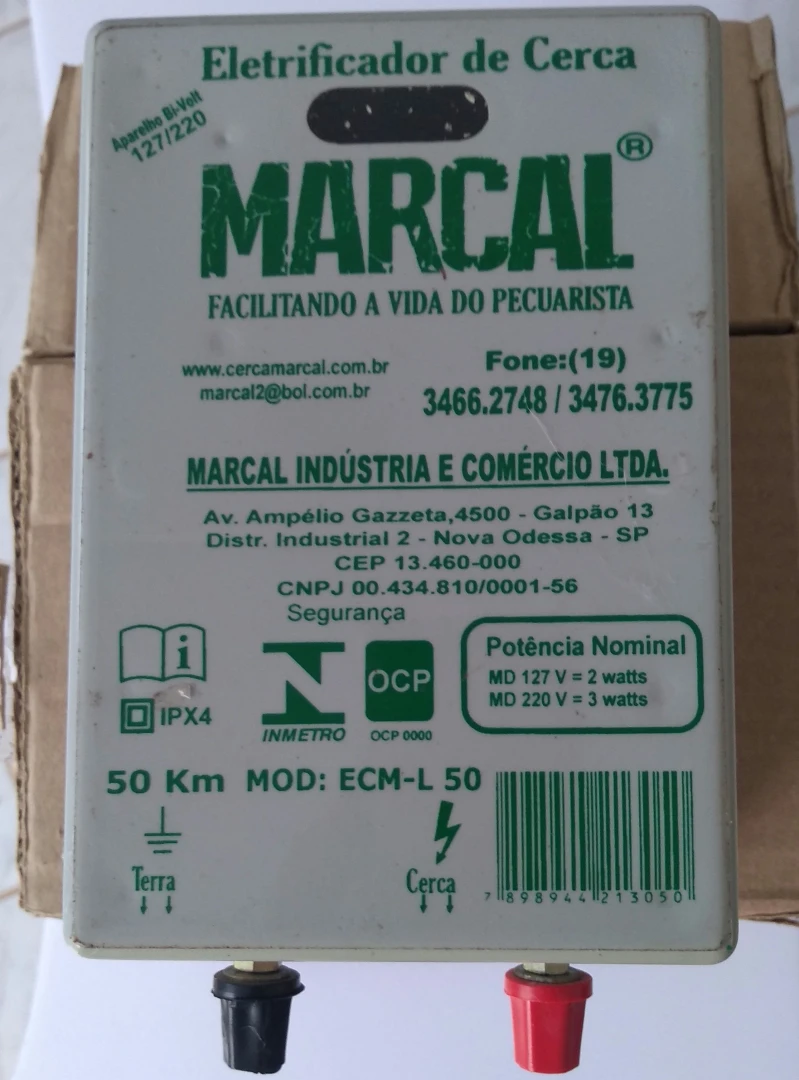 Eletrificador de Cerca
Aparelho Bi-Volt
127/220
MARCAL®
FACILITANDO A VIDA DO PECUARISTA
www.cercamarcal.com.br
marcal2@bol.com.br
Fone:(19)
3466.2748 / 3476.3775
MARCAL INDÚSTRIA E COMÉRCIO LTDA.
Av. Ampélio Gazzeta,4500 - Galpão 13
Distr. Industrial 2 - Nova Odessa - SP
CEP 13.460-000
CNPJ 00.434.810/0001-56
Segurança
i
IPX4
INMETRO
OCP
OCP 0000
Potência Nominal
MD 127 V = 2 watts
MD 220 V = 3 watts
50 Km MOD: ECM-L 50
Terra
Cerca
7 898944 213050